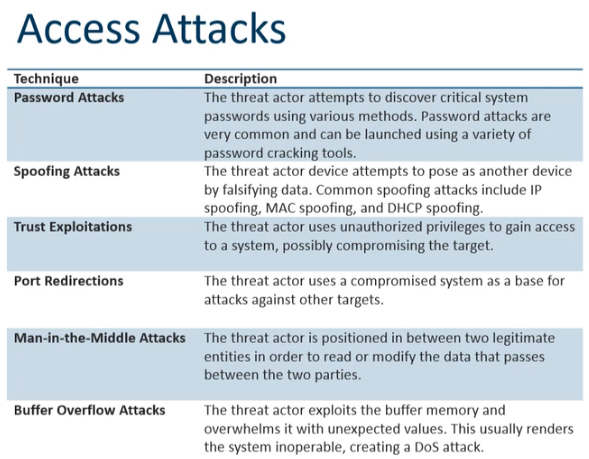 Access Attacks
Technique Description
Password Attacks The threat actor attempts to discover critical system
passwords using various methods. Password attacks are
very common and can be launched using a variety of
password cracking tools.
Spoofing Attacks The threat actor device attempts to pose as another device
by falsifying data. Common spoofing attacks include IP
spoofing, MAC spoofing, and DHCP spoofing.
Trust Exploitations The threat actor uses unauthorized privileges to gain access
to a system, possibly compromising the target.
Port Redirections The threat actor uses a compromised system as a base for
attacks against other targets.
Man-in-the-Middle Attacks The threat actor is positioned in between two legitimate
entities in order to read or modify the data that passes
between the two parties.
Buffer Overflow Attacks The threat actor exploits the buffer memory and
overwhelms it with unexpected values. This usually renders
the system inoperable, creating a DoS attack.